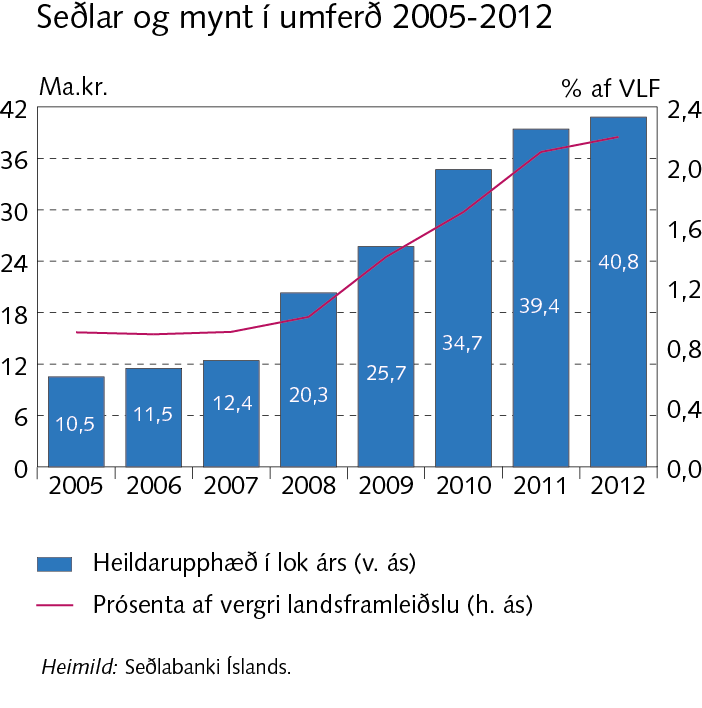 Seðlar og mynt í umferð 2005-2012
Ma.kr. % af VLF
42 2,4
36 2,0
30 1,6
24 1,2
18 0,8
12 0,4
6 0,0
0
10,5 11,5 12,4 20,3 25,7 34,7 39,4 40,8
2005 2006 2007 2008 2009 2010 2011 2012
Heildarupphæð í lok árs (v. ás)
Prósenta af vergri landsframleiðslu (h. ás)
Heimild: Seðlabanki Íslands.